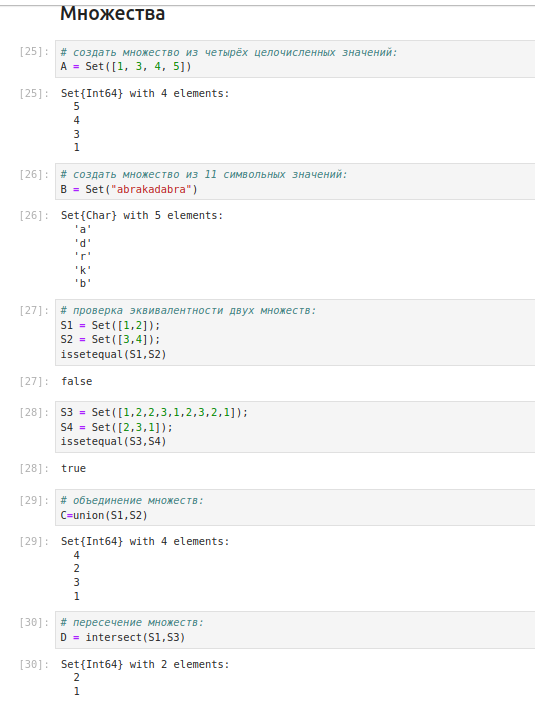 Множества
[25]: # создать множество из четырёх целочисленных значений:
A = Set([1, 3, 4, 5])
[25]: Set{Int64} with 4 elements:
5
4
3
1
[26]: # создать множество из 11 символьных значений:
B = Set("abrakadabra")
[26]: Set{Char} with 5 elements:
'a'
'd'
'r'
'k'
'b'
[27]: # проверка эквивалентности двух множеств:
S1 = Set([1,2]);
S2 = Set([3,4]);
issetequal(S1,S2)
[27]: false
[28]: S3 = Set([1,2,2,3,1,2,3,2,1]);
S4 = Set([2,3,1]);
issetequal(S3,S4)
[28]: true
[29]: # объединение множеств:
C=union(S1,S2)
[29]: Set{Int64} with 4 elements:
4
2
3
1
[30]: # пересечение множеств:
D = intersect(S1,S3)
[30]: Set{Int64} with 2 elements:
2
1